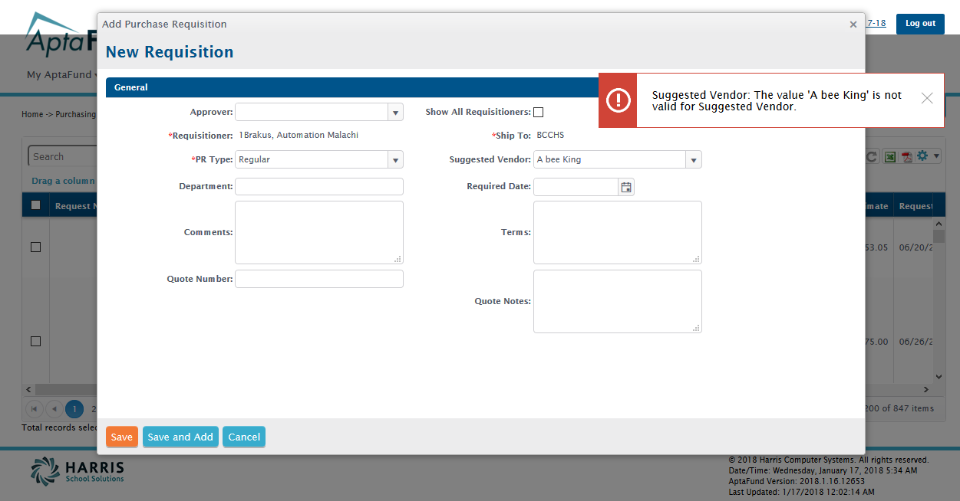 Add Purchase Requisition
New Requisition
General
Approver:
Show All Requisitioners:
*Requisitioner: 1Brakus, Automation Malachi
*Ship To: BCCHS
*PR Type: Regular
Suggested Vendor: A bee King
Department:
Required Date:
Comments:
Terms:
Quote Number:
Quote Notes:
Save
Save and Add
Cancel
Suggested Vendor: The value 'A bee King' is not
valid for Suggested Vendor.
7-18
Log out
AptaF
My AptaFund
Home -> Purchasing
Search
Drag a column
Request N
mate
Request
53.05
06/20/2
75.00
06/26/2
1
2
200 of 847 items
Total records selec
HARRIS
School Solutions
© 2018 Harris Computer Systems. All rights reserved.
Date/Time: Wednesday, January 17, 2018 5:34 AM
AptaFund Version: 2018.1.16.12653
Last Updated: 1/17/2018 12:02:14 AM